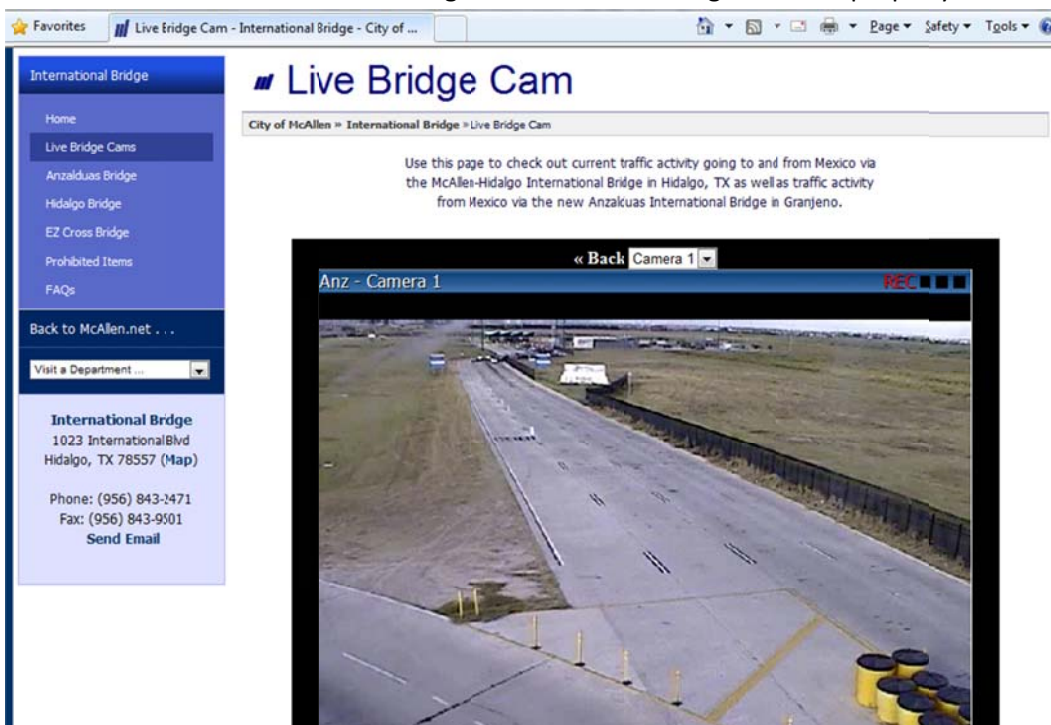 Favorites
Live Bridge Cam - International Bridge - City of ...
Page
Safety
Tools
International Bridge
Home
Live Bridge Cams
Anzalduas Bridge
Hidalgo Bridge
EZ Cross Bridge
Prohibited Items
FAQs
Back to McAllen.net . . .
Visit a Department ...
International Bridge
1023 International Blvd
Hidalgo, TX 78557 (Map)
Phone: (956) 843-2471
Fax: (956) 843-9501
Send Email
Live Bridge Cam
City of McAllen » International Bridge » Live Bridge Cam
Use this page to check out current traffic activity going to and from Mexico via
the McAllen-Hidalgo International Bridge in Hidalgo, TX as well as traffic activity
from Mexico via the new Anzalduas International Bridge in Granjeno.
« Back Camera 1
Anz - Camera 1
REC